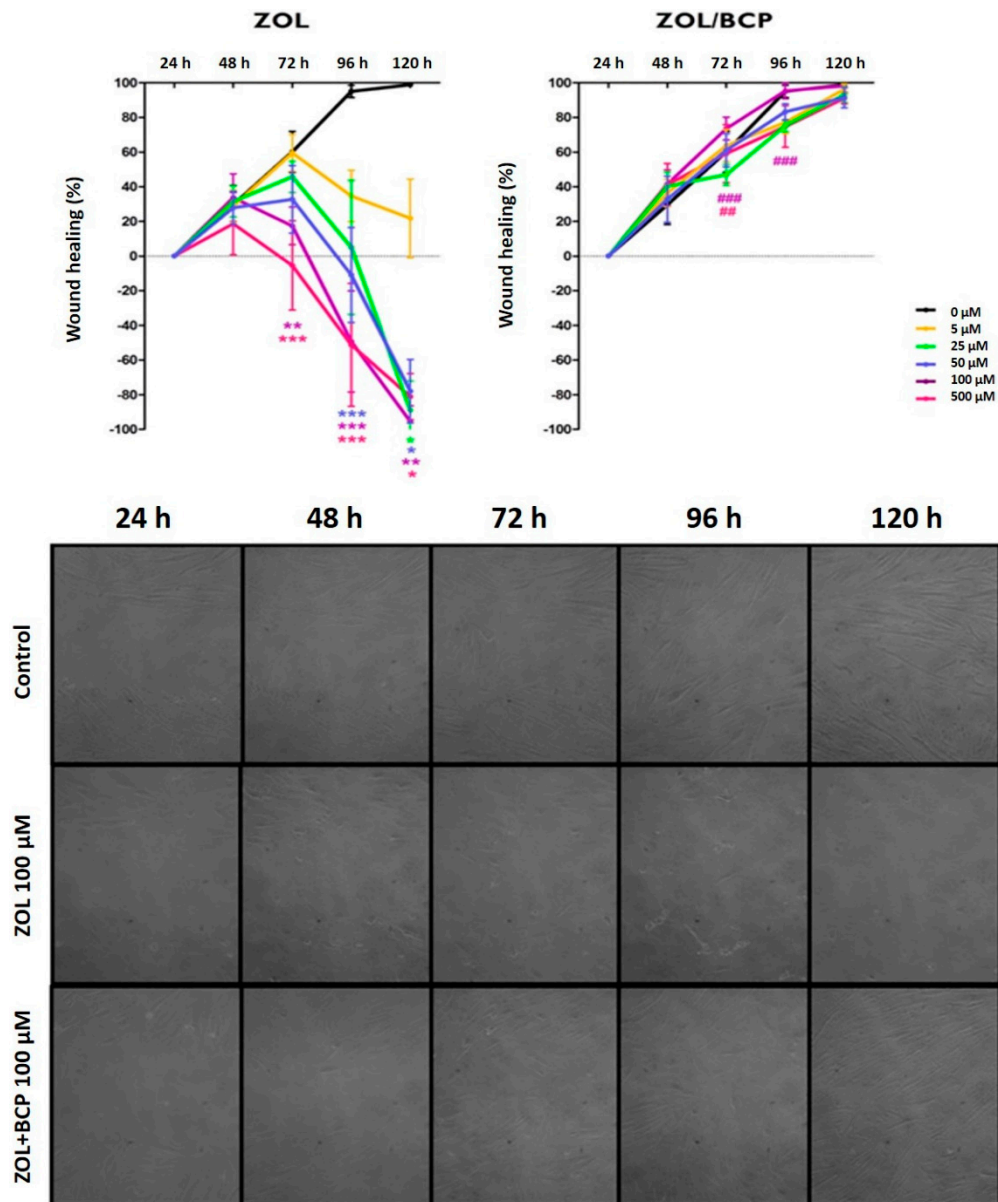 ZOL
24 h 48 h 72 h 96 h 120 h
100
80
60
40
20
0
-20
-40
-60
-80
-100
Wound healing (%)
**
***
***
***
***
*
*
**
*
ZOL/BCP
24 h 48 h 72 h 96 h 120 h
100
80
60
40
20
0
-20
-40
-60
-80
-100
Wound healing (%)
###
###
##
0 µM
5 µM
25 µM
50 µM
100 µM
500 µM
24 h 48 h 72 h 96 h 120 h
Control
ZOL 100 µM
ZOL+BCP 100 µM